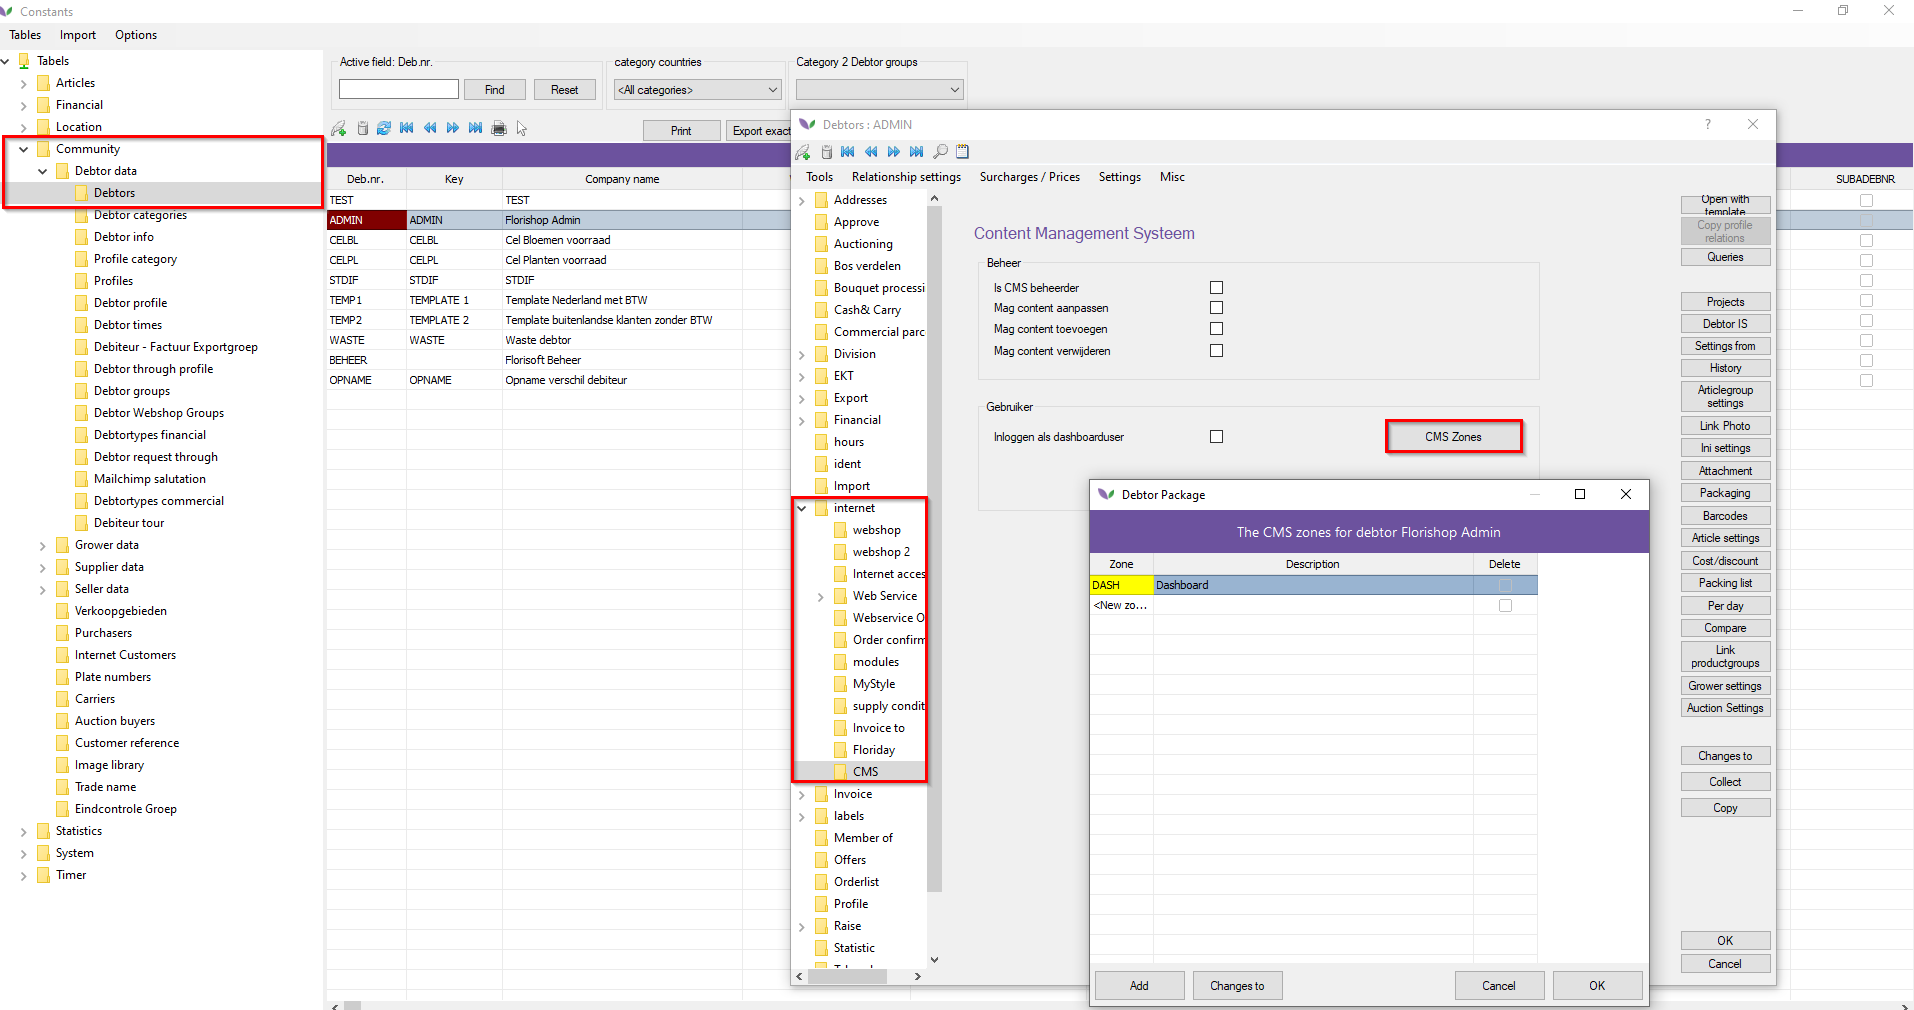 Constants
Tables Import Options
Tabels
Articles
Financial
Location
Community
Debtor data
Debtors
Debtor categories
Debtor info
Profile category
Profiles
Debtor profile
Debtor times
Debiteur - Factuur Exportgroep
Debtor through profile
Debtor groups
Debtor Webshop Groups
Debtortypes financial
Debtor request through
Mailchimp salutation
Debtortypes commercial
Debiteur tour
Grower data
Supplier data
Seller data
Verkoopgebieden
Purchasers
Internet Customers
Plate numbers
Carriers
Auction buyers
Customer reference
Image library
Trade name
Eindcontrole Groep
Statistics
System
Timer
Active field: Deb.nr. category countries Category 2 Debtor groups
Find Reset <All categories>
Print Export exact
Deb.nr. Key Company name SUBADEBNR
TEST TEST
ADMIN ADMIN Florishop Admin
CELBL CELBL Cel Bloemen voorraad
CELPL CELPL Cel Planten voorraad
STDIF STDIF STDIF
TEMP1 TEMPLATE 1 Template Nederland met BTW
TEMP2 TEMPLATE 2 Template buitenlandse klanten zonder BTW
WASTE WASTE Waste debtor
BEHEER Florisoft Beheer
OPNAME OPNAME Opname verschil debiteur
Debtors : ADMIN ?
Tools Relationship settings Surcharges / Prices Settings Misc
Addresses
Approve
Auctioning
Bos verdelen
Bouquet processi
Cash& Carry
Commercial parc
Division
EKT
Export
Financial
hours
ident
Import
internet
webshop
webshop 2
Internet acces
Web Service
Webservice O
Order confirm
modules
MyStyle
supply condit
Invoice to
Floriday
CMS
Invoice
labels
Member of
Offers
Orderlist
Profile
Raise
Statistic
Content Management Systeem
Beheer
Is CMS beheerder
Mag content aanpassen
Mag content toevoegen
Mag content verwijderen
Gebruiker
Inloggen als dashboarduser CMS Zones
Open with
template
Copy profile
relations
Queries
Projects
Debtor IS
Settings from
History
Articlegroup
settings
Link Photo
Ini settings
Attachment
Packaging
Barcodes
Article settings
Cost/discount
Packing list
Per day
Compare
Link
productgroups
Grower settings
Auction Settings
Changes to
Collect
Copy
OK
Cancel
Debtor Package
The CMS zones for debtor Florishop Admin
Zone Description Delete
DASH Dashboard
<New zo...
Add Changes to Cancel OK